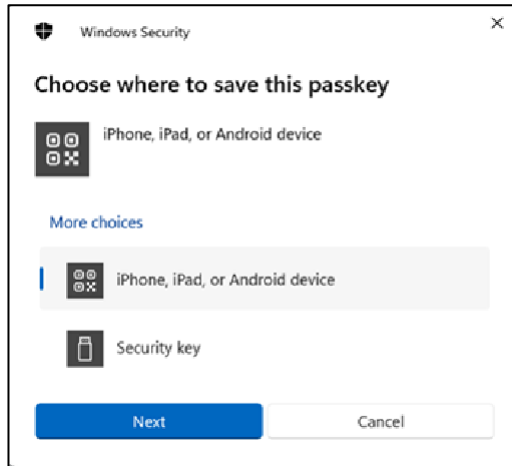 Windows Security
Choose where to save this passkey
iPhone, iPad, or Android device
More choices
iPhone, iPad, or Android device
Security key
Next
Cancel